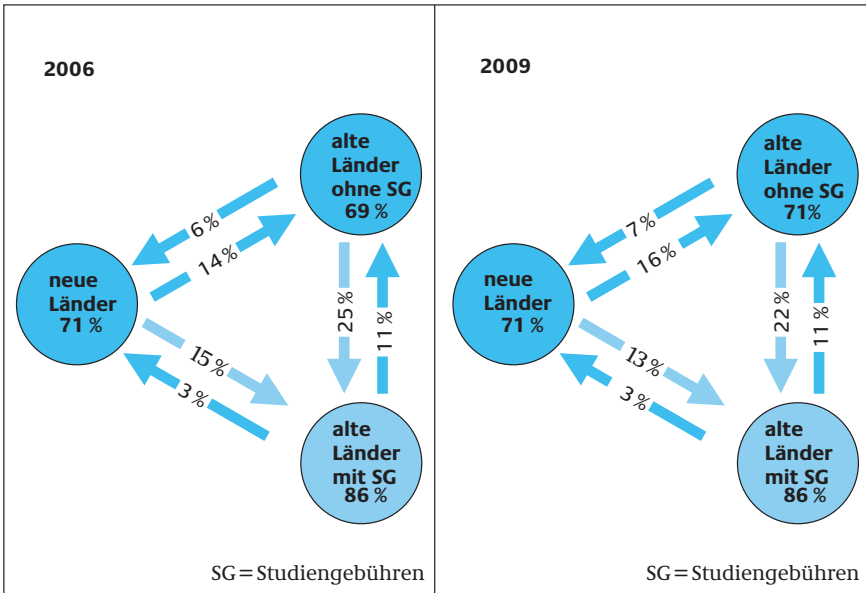 2006
alte
Länder
ohne SG
69 %
6 %
14 %
neue
Länder
71 %
25 %
11 %
15 %
3 %
alte
Länder
mit SG
86 %
SG=Studiengebühren
2009
alte
Länder
ohne SG
71%
7%
16%
neue
Länder
71 %
22%
11%
13%
3%
alte
Länder
mit SG
86 %
SG=Studiengebühren